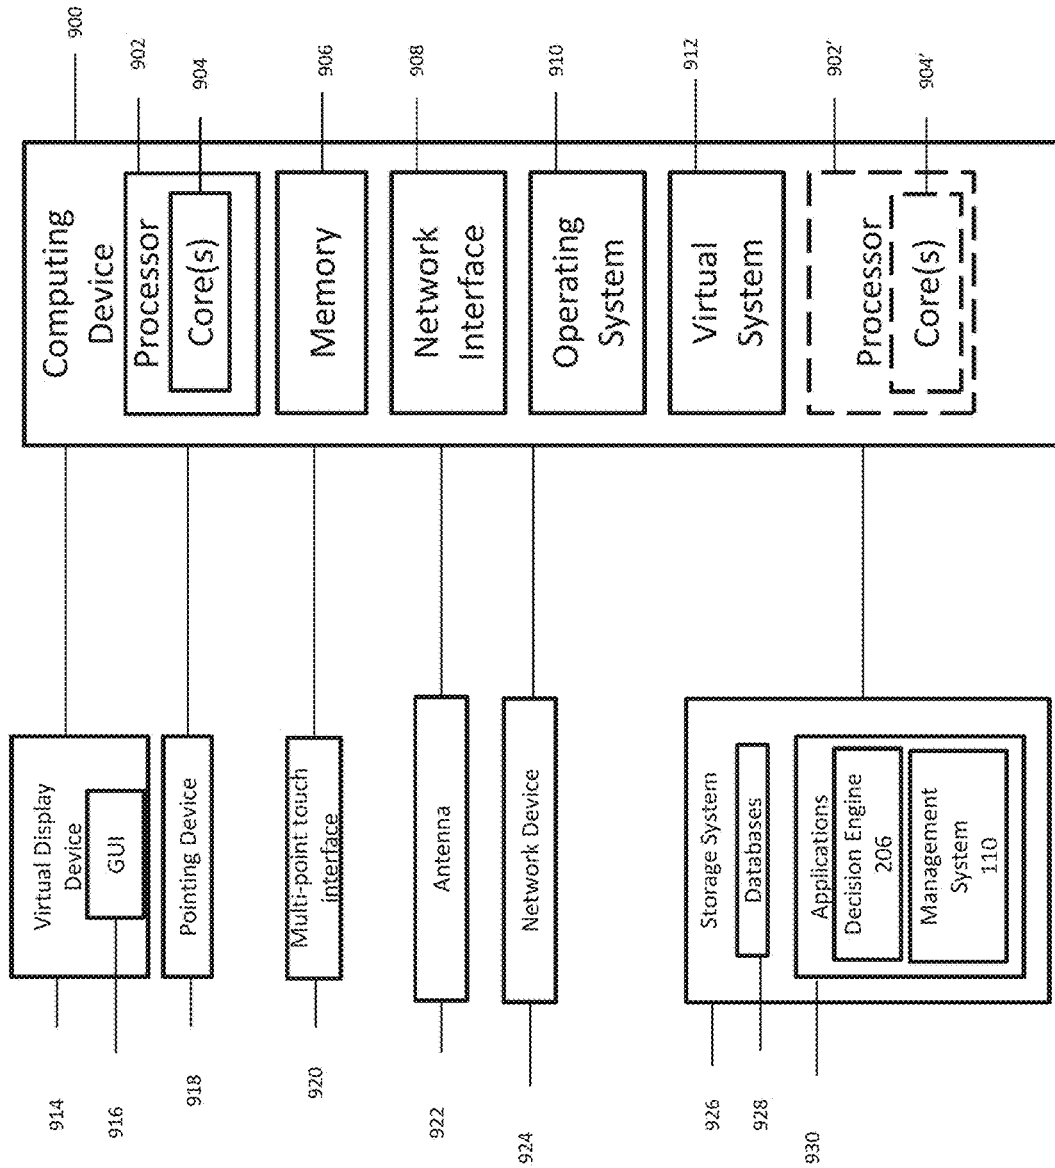 900
902
904
906
908
910
912
902'
904'
Computing
Device
Processor
Core(s)
Memory
Network
Interface
Operating
System
Virtual
System
Processor
Core(s)
Virtual Display
Device
GUI
Pointing Device
Multi-point touch
interface
Antenna
Network Device
Storage System
Databases
Applications
Decision Engine
206
Management
System
110
914
916
918
920
922
924
926
928
930